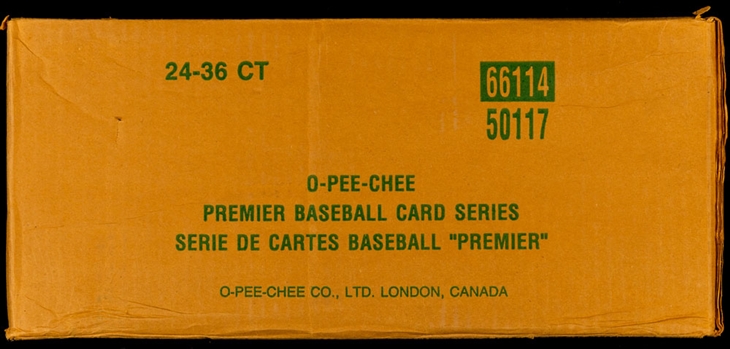 24-36 CT
66114
50117
O-PEE-CHEE
PREMIER BASEBALL CARD SERIES
SERIE DE CARTES BASEBALL "PREMIER"
O-PEE-CHEE CO., LTD. LONDON, CANADA